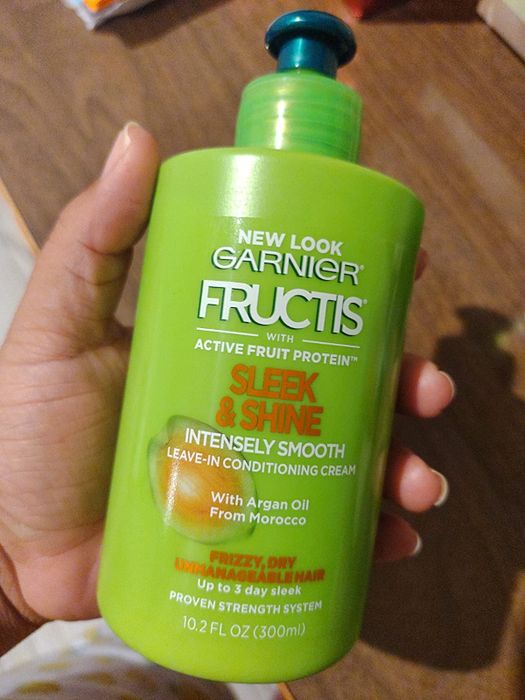 NEW LOOK
GARNIER®
FRUCTIS®
WITH
ACTIVE FRUIT PROTEIN™
SLEEK
& SHINE
INTENSELY SMOOTH
LEAVE-IN CONDITIONING CREAM
With Argan Oil
From Morocco
FRIZZY, DRY
UNMANAGEABLE HAIR
Up to 3 day sleek
PROVEN STRENGTH SYSTEM
10.2 FL OZ (300ml)